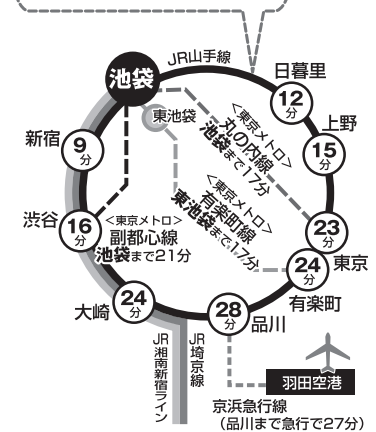 JR山手線
池袋
日暮里
12分
上野
15分
東池袋
<東京メトロ>
丸の内線
池袋まで17分
新宿
9分
<東京メトロ>
有楽町線
東池袋まで17分
渋谷
16分
<東京メトロ>
副都心線
池袋まで21分
23分
東京
24分
有楽町
大崎
24分
28分
品川
JR湘南新宿ライン
JR埼京線
羽田空港
京浜急行線
(品川まで急行で27分)